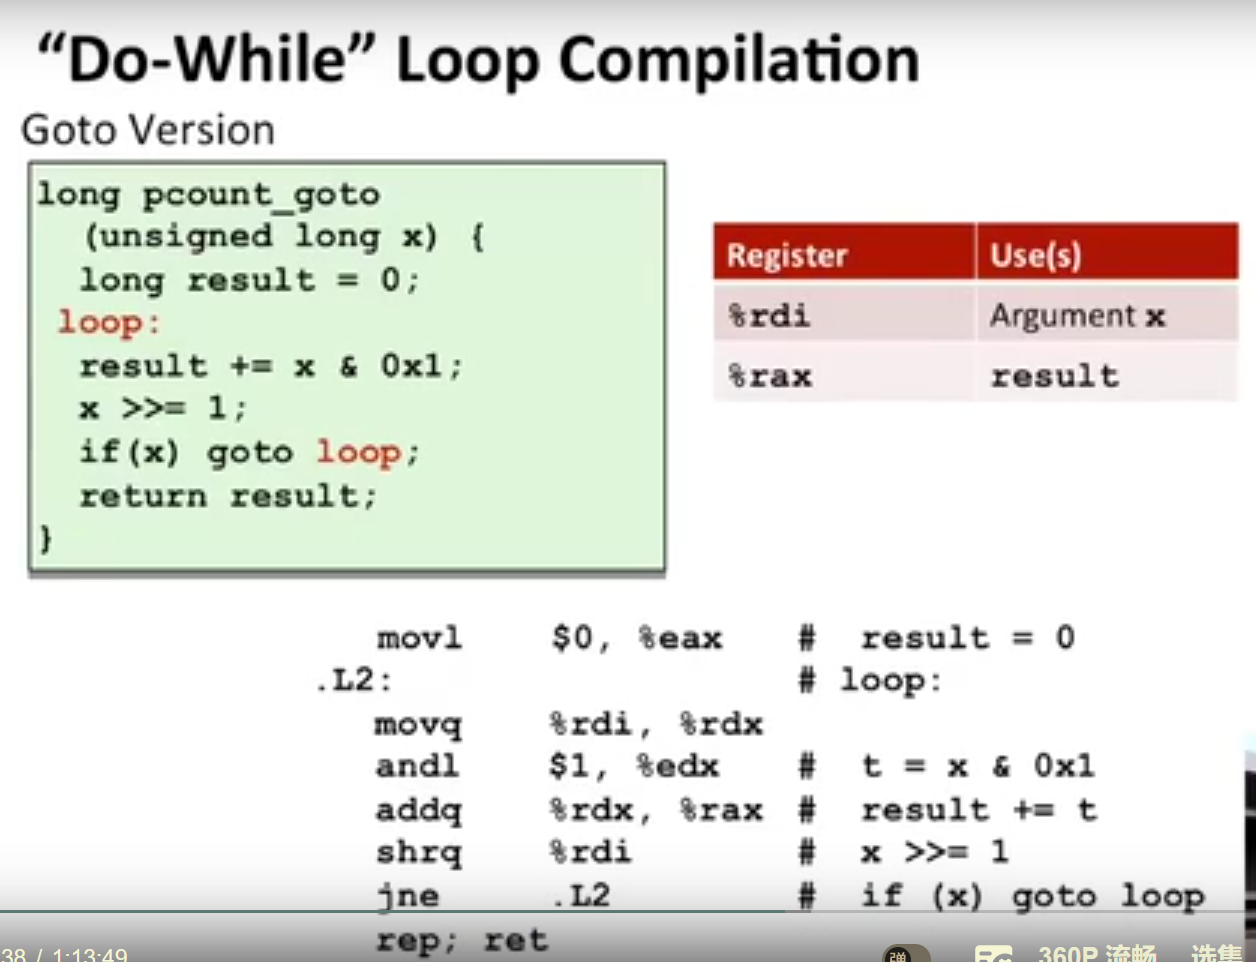 “Do-While” Loop Compilation
Goto Version
long pcount_goto
(unsigned long x) {
long result = 0;
loop:
result += x & 0x1;
x >>= 1;
if(x) goto loop;
return result;
}
Register Use(s)
%rdi Argument x
%rax result
movl $0, %eax # result = 0
.L2: # loop:
movq %rdi, %rdx
andl $1, %edx # t = x & 0x1
addq %rdx, %rax # result += t
shrq %rdi # x >>= 1
jne .L2 # if (x) goto loop
rep; ret
38 / 1:13:49
弹
360P 流畅
选集